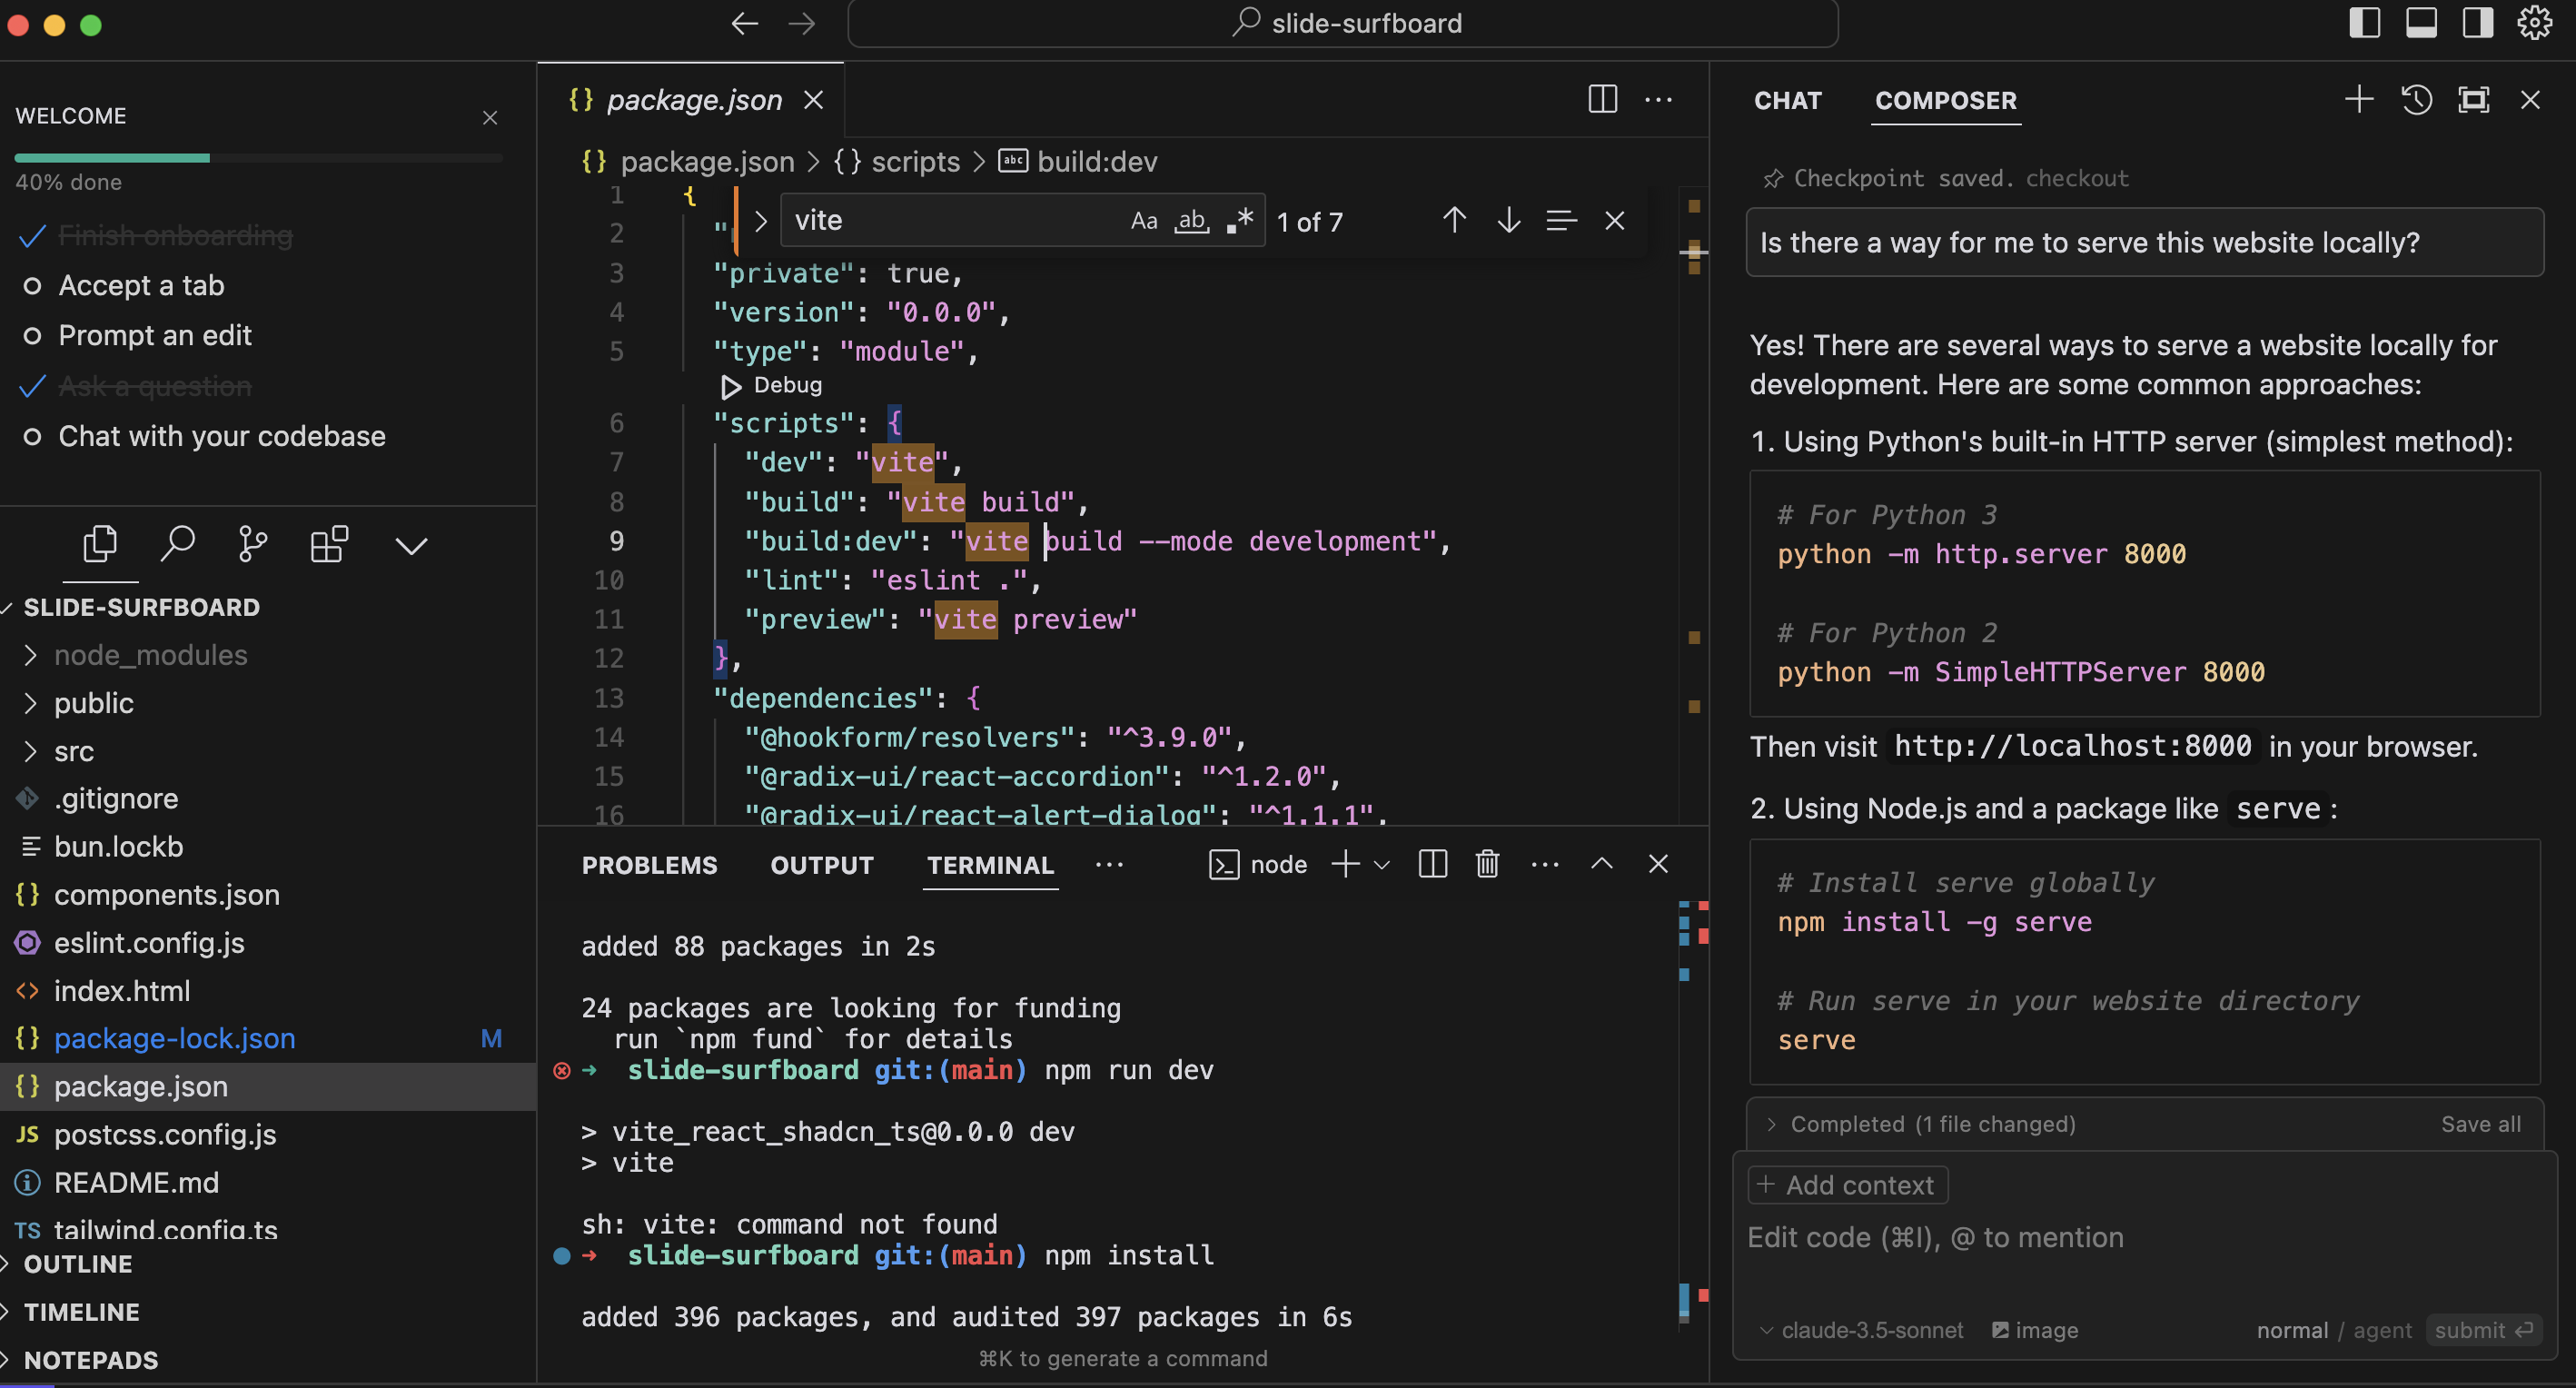 slide-surfboard
WELCOME
40% done
Finish onboarding
Accept a tab
Prompt an edit
Ask a question
Chat with your codebase
SLIDE-SURFBOARD
node_modules
public
src
.gitignore
bun.lockb
{} components.json
eslint.config.js
<> index.html
{} package-lock.json M
{} package.json
JS postcss.config.js
README.md
TS tailwind.config.ts
OUTLINE
TIMELINE
NOTEPADS
{} package.json
{} package.json > {} scripts > abc build:dev
vite Aa ab .* 1 of 7
1 {
2 "
3 "private": true,
4 "version": "0.0.0",
5 "type": "module",
Debug
6 "scripts": {
7 "dev": "vite",
8 "build": "vite build",
9 "build:dev": "vite build --mode development",
10 "lint": "eslint .",
11 "preview": "vite preview"
12 },
13 "dependencies": {
14 "@hookform/resolvers": "^3.9.0",
15 "@radix-ui/react-accordion": "^1.2.0",
16 "@radix-ui/react-alert-dialog": "^1.1.1",
PROBLEMS OUTPUT TERMINAL ··· node
added 88 packages in 2s
24 packages are looking for funding
run `npm fund` for details
➜ slide-surfboard git:(main) npm run dev
> vite_react_shadcn_ts@0.0.0 dev
> vite
sh: vite: command not found
➜ slide-surfboard git:(main) npm install
added 396 packages, and audited 397 packages in 6s
⌘K to generate a command
CHAT COMPOSER
Checkpoint saved. checkout
Is there a way for me to serve this website locally?
Yes! There are several ways to serve a website locally for
development. Here are some common approaches:
1. Using Python's built-in HTTP server (simplest method):
# For Python 3
python -m http.server 8000
# For Python 2
python -m SimpleHTTPServer 8000
Then visit http://localhost:8000 in your browser.
2. Using Node.js and a package like serve:
# Install serve globally
npm install -g serve
# Run serve in your website directory
serve
Completed (1 file changed) Save all
+ Add context
Edit code (⌘I), @ to mention
claude-3.5-sonnet image normal / agent submit ⏎